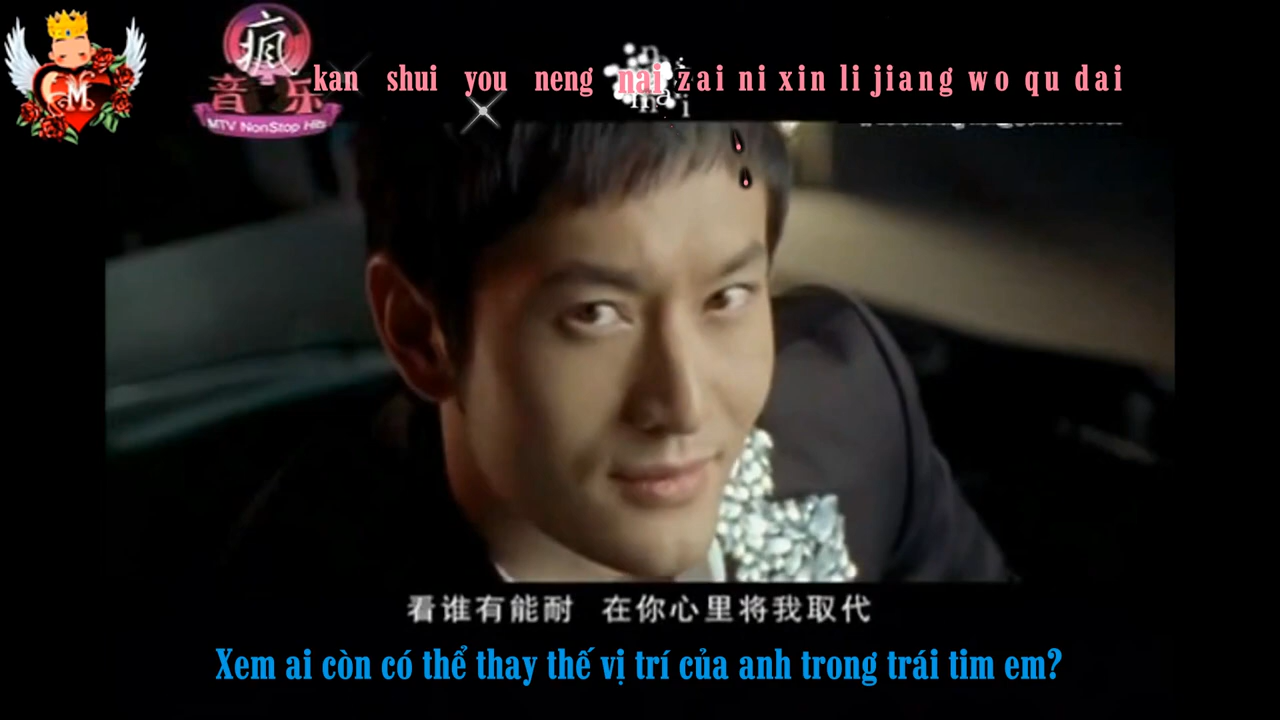 M
疯
音乐
MTV NonStop Hits
kan shui you neng nai zai ni xin li jiang wo qu dai
看谁有能耐 在你心里将我取代
Xem ai còn có thể thay thế vị trí của anh trong trái tim em?